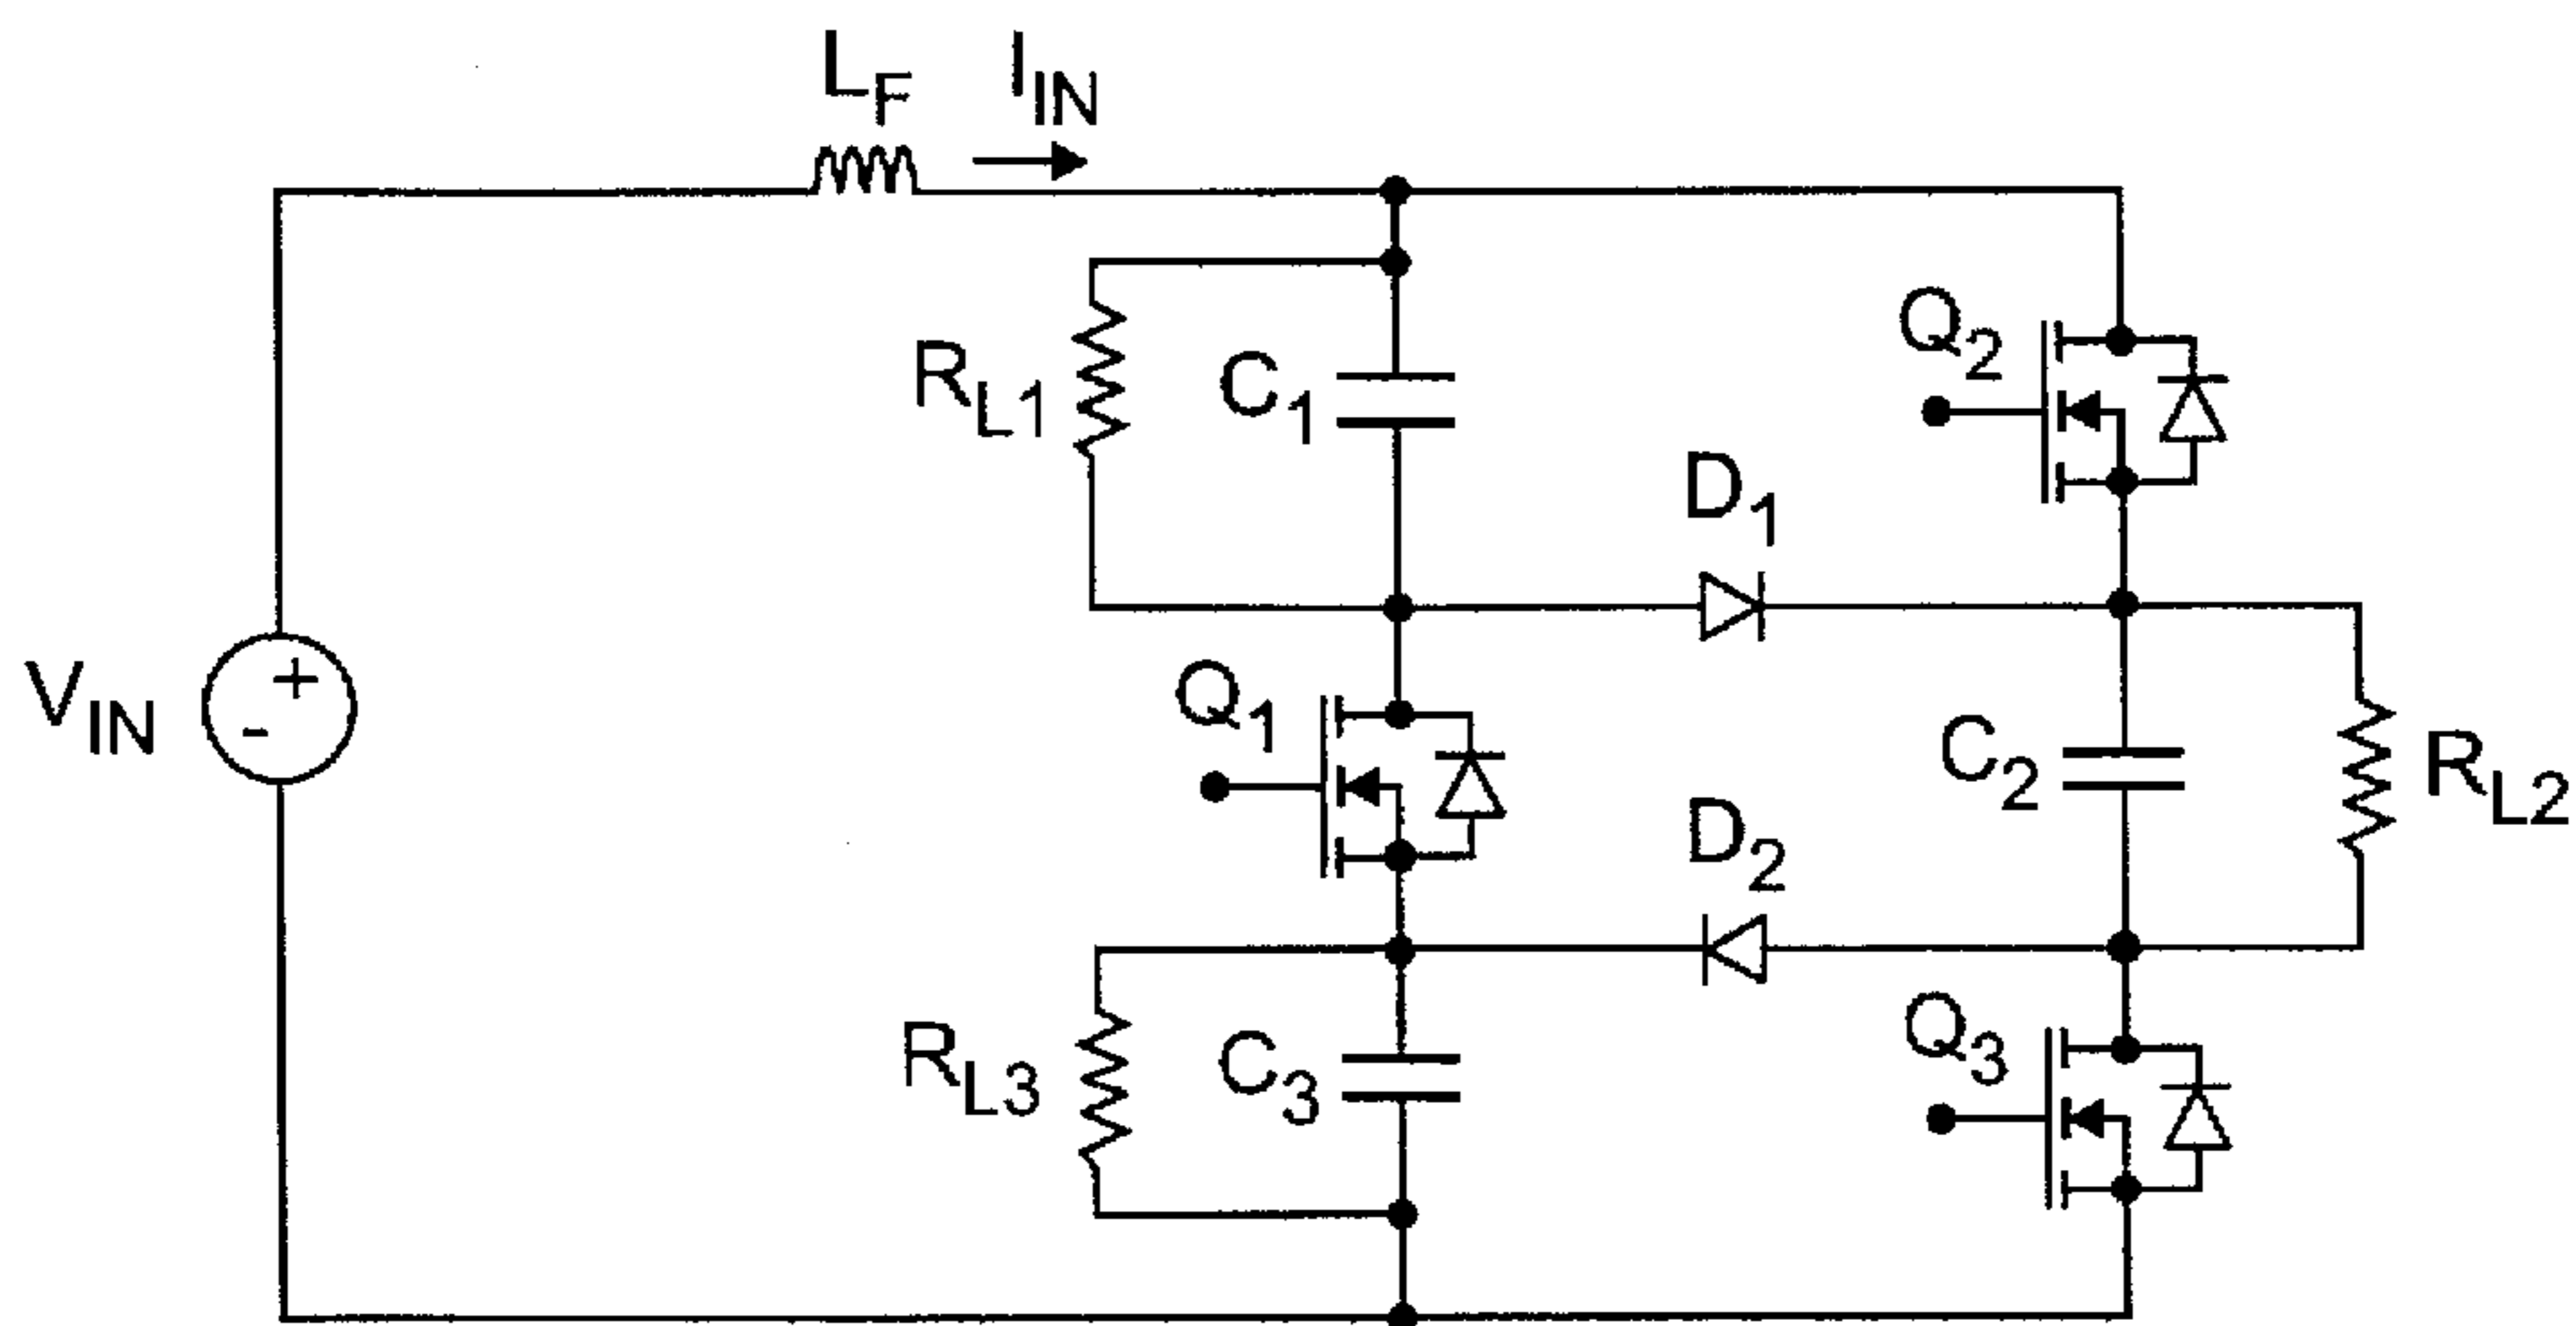 L_F
I_IN
Q_2
R_L1
C_1
D_1
V_IN
+
-
Q_1
C_2
R_L2
D_2
Q_3
R_L3
C_3